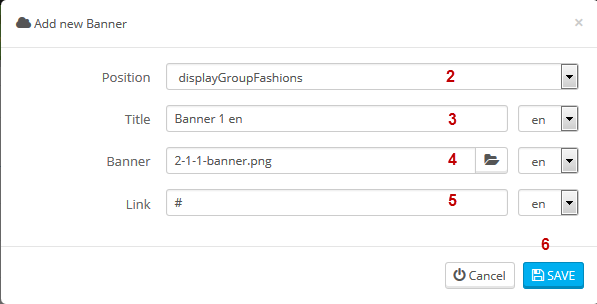 Add new Banner ×
Position displayGroupFashions 2
Title Banner 1 en 3 en
Banner 2-1-1-banner.png 4 en
Link # 5 en
6
Cancel SAVE